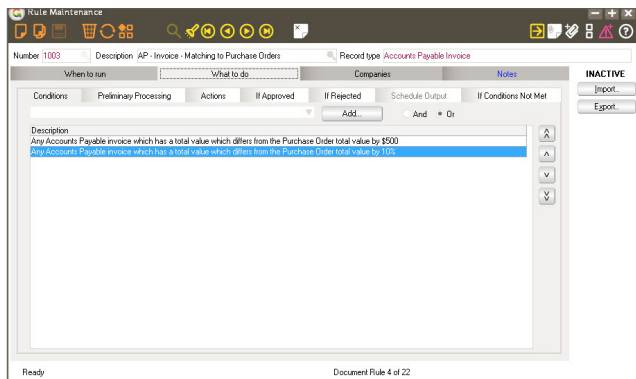 Rule Maintenance
Number 1003 Description AP - Invoice - Matching to Purchase Orders Record type Accounts Payable Invoice
When to run What to do Companies Notes INACTIVE
Conditions Preliminary Processing Actions If Approved If Rejected Schedule Output If Conditions Not Met Import...
Add... And Or Export...
Description
Any Accounts Payable invoice which has a total value which differs from the Purchase Order total value by $500
Any Accounts Payable invoice which has a total value which differs from the Purchase Order total value by 10%
Ready Document Rule 4 of 22